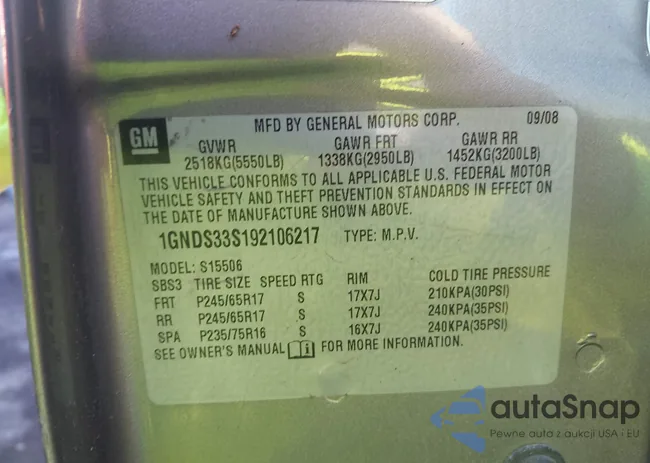 GM
MFD BY GENERAL MOTORS CORP. 09/08
GVWR GAWR FRT GAWR RR
2518KG(5550LB) 1338KG(2950LB) 1452KG(3200LB)
THIS VEHICLE CONFORMS TO ALL APPLICABLE U.S. FEDERAL MOTOR
VEHICLE SAFETY AND THEFT PREVENTION STANDARDS IN EFFECT ON
THE DATE OF MANUFACTURE SHOWN ABOVE.
1GNDS33S192106217 TYPE: M.P.V.
MODEL: S15506
SBS3 TIRE SIZE SPEED RTG RIM COLD TIRE PRESSURE
FRT P245/65R17 S 17X7J 210KPA(30PSI)
RR P245/65R17 S 17X7J 240KPA(35PSI)
SPA P235/75R16 S 16X7J 240KPA(35PSI)
SEE OWNER'S MANUAL FOR MORE INFORMATION.
autaSnap
Pewne auta z aukcji USA i EU